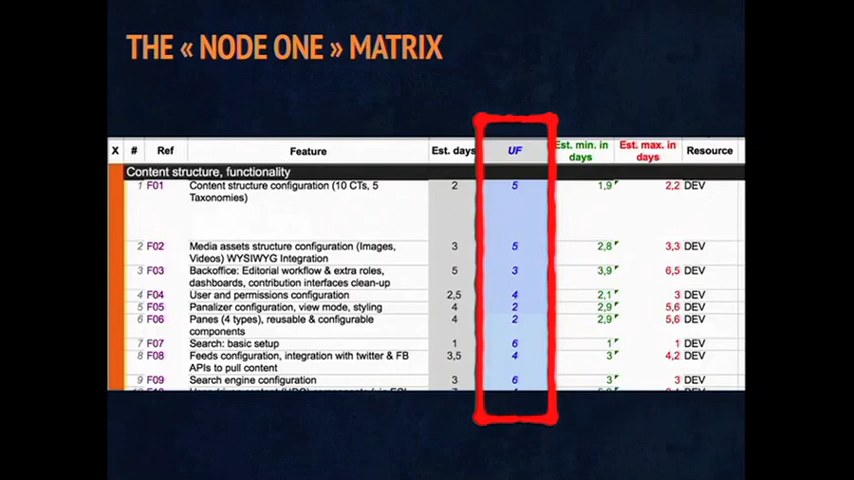 THE « NODE ONE » MATRIX
X # Ref Feature Est. days UF Est. min. in days Est. max. in days Resource
Content structure, functionality
1 F01 Content structure configuration (10 CTs, 5 Taxonomies) 2 5 1,9 2,2 DEV
2 F02 Media assets structure configuration (Images, Videos) WYSIWYG Integration 3 5 2,8 3,3 DEV
3 F03 Backoffice: Editorial workflow & extra roles, dashboards, contribution interfaces clean-up 5 3 3,9 6,5 DEV
4 F04 User and permissions configuration 2,5 4 2,1 3 DEV
5 F05 Panalizer configuration, view mode, styling 4 2 2,9 5,6 DEV
6 F06 Panes (4 types), reusable & configurable components 4 2 2,9 5,6 DEV
7 F07 Search: basic setup 1 6 1 1 DEV
8 F08 Feeds configuration, integration with twitter & FB APIs to pull content 3,5 4 3 4,2 DEV
9 F09 Search engine configuration 3 6 3 3 DEV